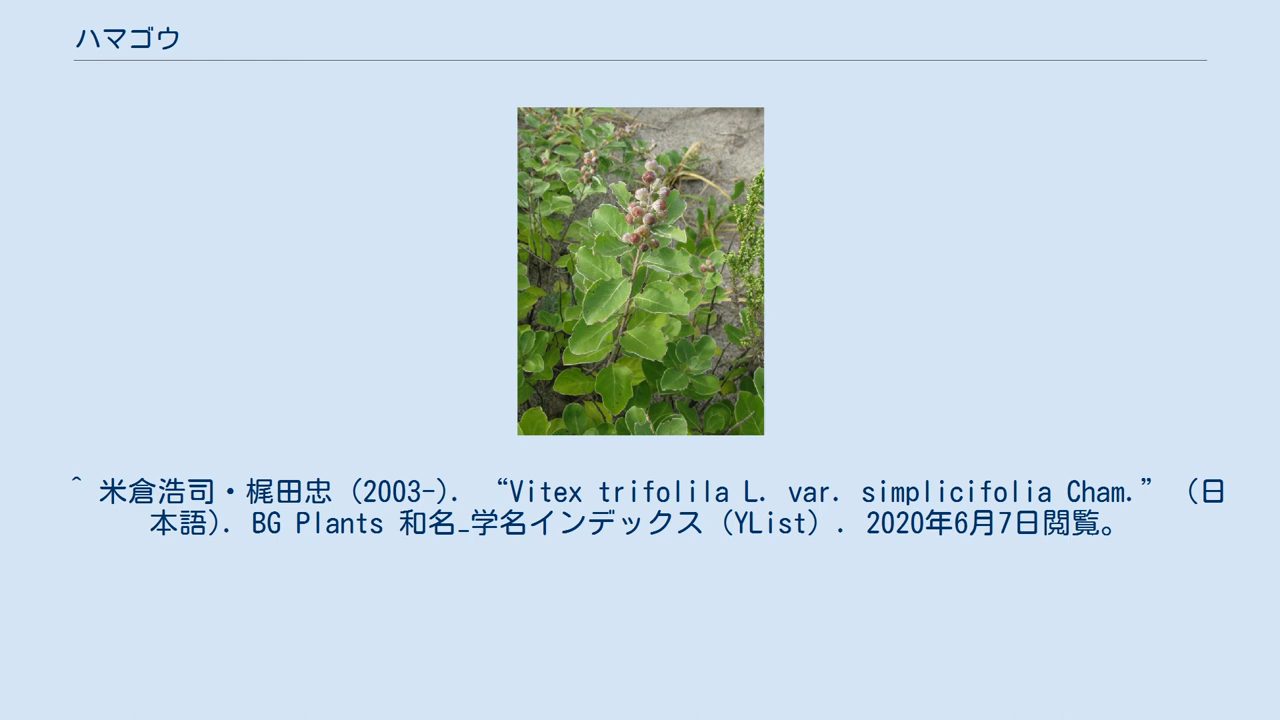 ハマゴウ
^ 米倉浩司・梶田忠 (2003-). “Vitex trifolila L. var. simplicifolia Cham.” （日
本語）. BG Plants 和名−学名インデックス（YList）. 2020年6月7日閲覧。